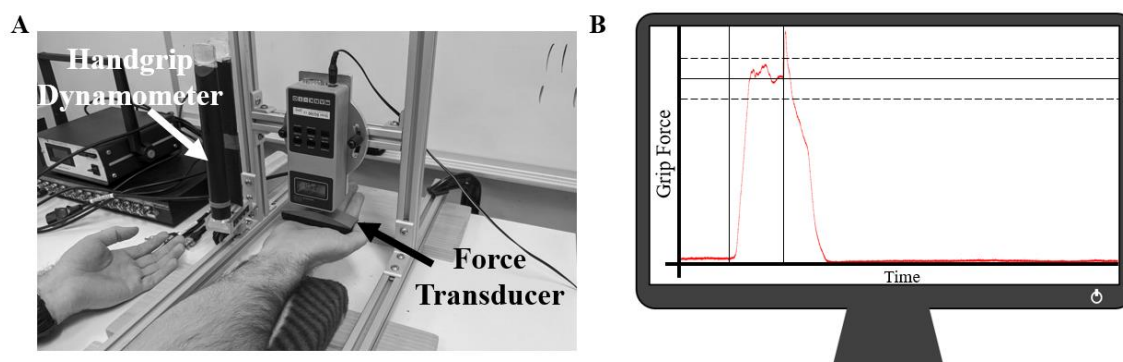 A
Handgrip
Dynamometer
Force
Transducer
B
Grip Force
Time